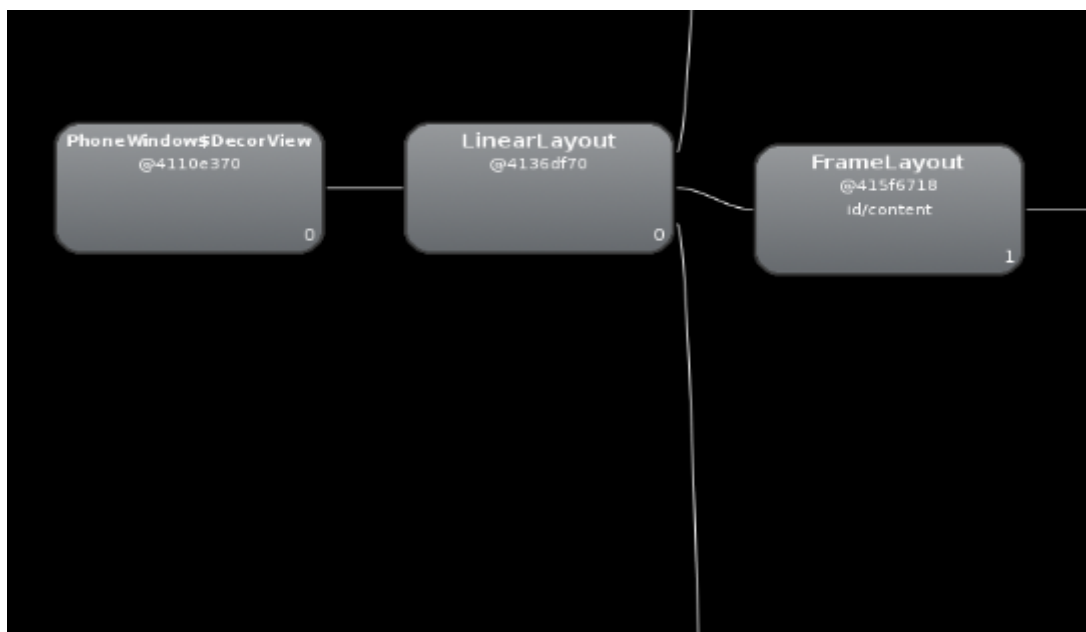 PhoneWindow$DecorView
@4110e370
0
LinearLayout
@4136df70
0
FrameLayout
@415f6718
id/content
1